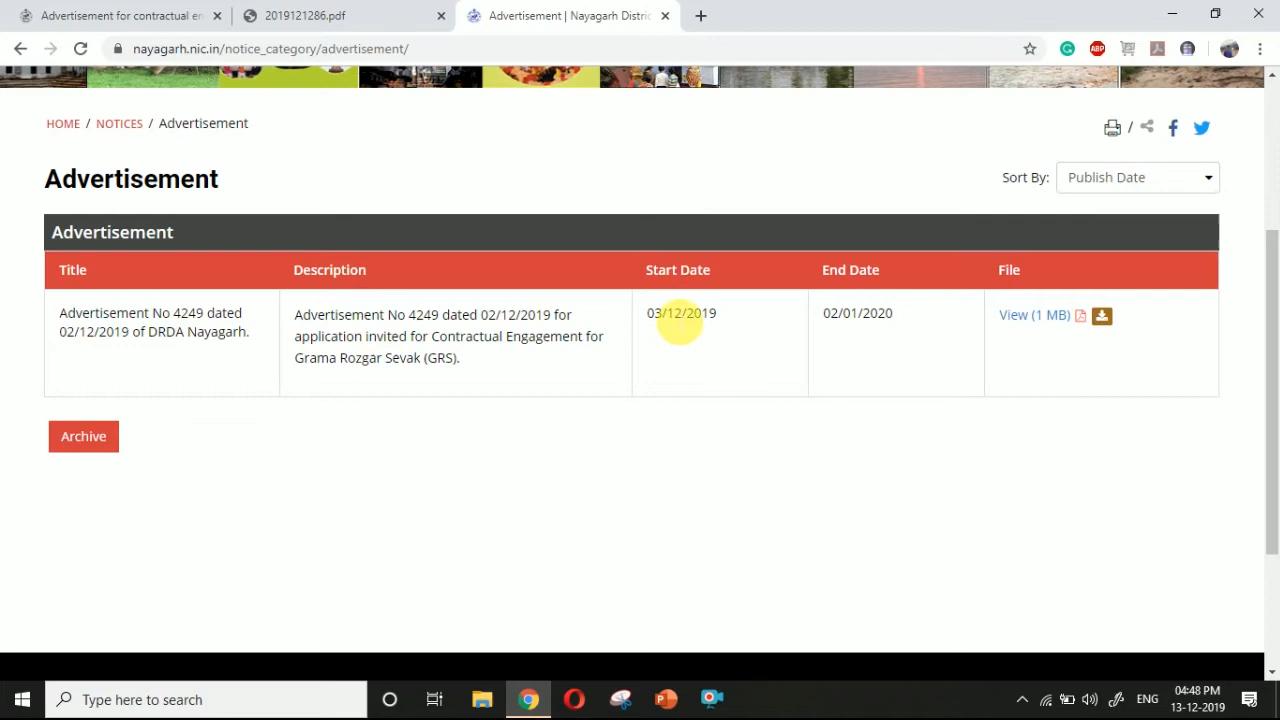 Advertisement for contractual en
2019121286.pdf
Advertisement | Nayagarh Distric
nayagarh.nic.in/notice_category/advertisement/
ABP
HOME / NOTICES / Advertisement
/
Advertisement
Sort By: Publish Date
Advertisement
Title Description Start Date End Date File
Advertisement No 4249 dated
02/12/2019 of DRDA Nayagarh.
Advertisement No 4249 dated 02/12/2019 for
application invited for Contractual Engagement for
Grama Rozgar Sevak (GRS).
03/12/2019
02/01/2020
View (1 MB)
Archive
Type here to search
ENG
04:48 PM
13-12-2019